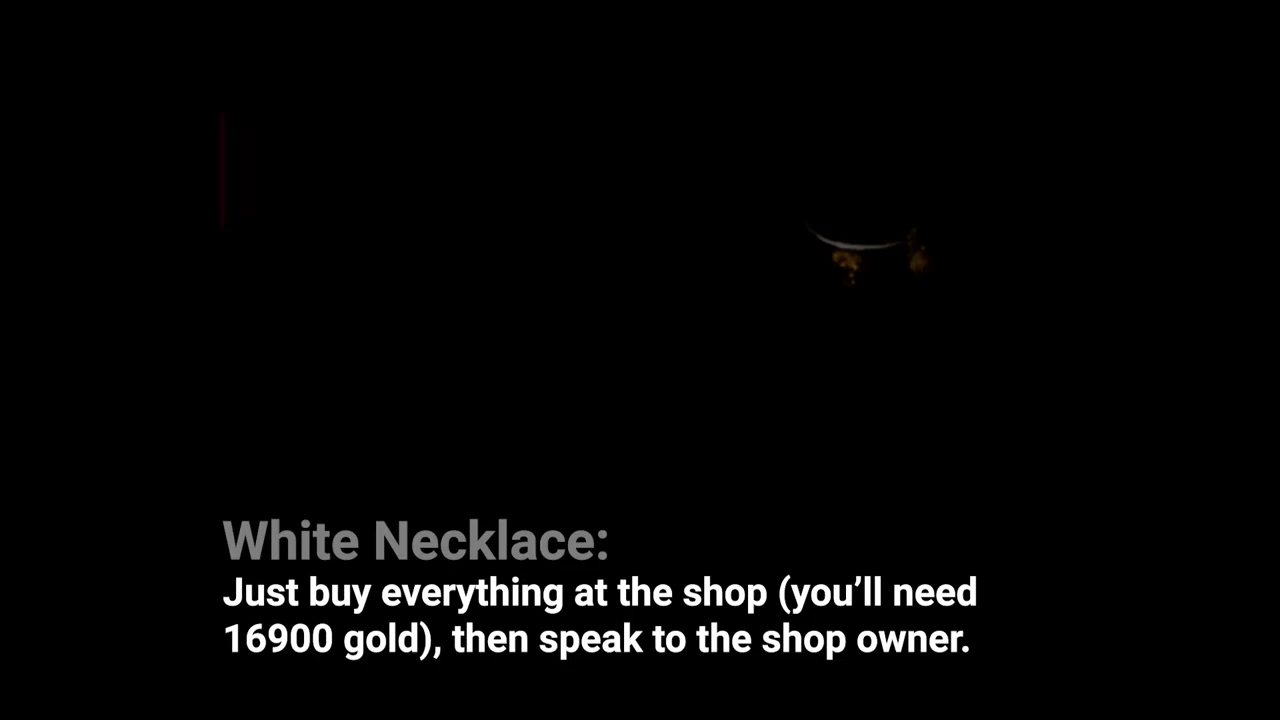 White Necklace:
Just buy everything at the shop (you’ll need
16900 gold), then speak to the shop owner.